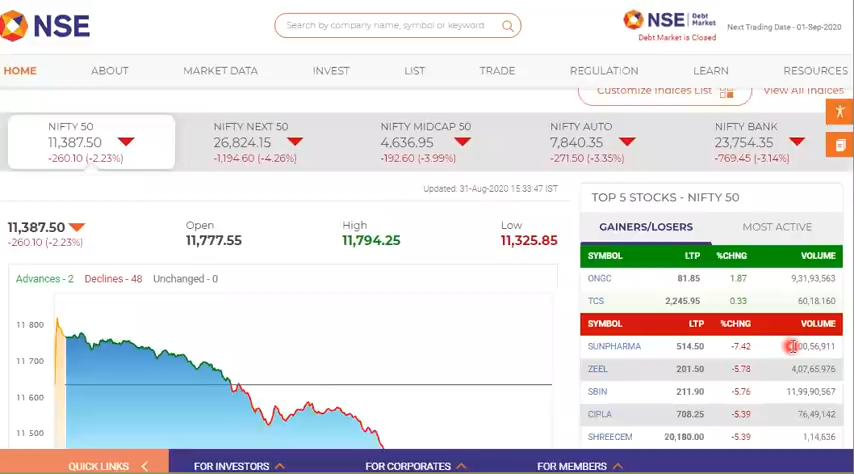 NSE
Search by company name, symbol or keyword
NSE Debt Market
Debt Market is Closed
Next Trading Date - 01-Sep-2020
HOME ABOUT MARKET DATA INVEST LIST TRADE REGULATION LEARN RESOURCES
Customize Indices List View All Indices
NIFTY 50 NIFTY NEXT 50 NIFTY MIDCAP 50 NIFTY AUTO NIFTY BANK
11,387.50 26,824.15 4,636.95 7,840.35 23,754.35
-260.10 (-2.23%) -1,194.60 (-4.26%) -192.60 (-3.99%) -271.50 (-3.35%) -769.45 (-3.14%)
Updated: 31-Aug-2020 15:33:47 IST
11,387.50
-260.10 (-2.23%)
Open
11,777.55
High
11,794.25
Low
11,325.85
Advances - 2 Declines - 48 Unchanged - 0
11 800
11 700
11 600
11 500
TOP 5 STOCKS - NIFTY 50
GAINERS/LOSERS MOST ACTIVE
SYMBOL LTP %CHNG VOLUME
ONGC 81.85 1.87 9,31,93,563
TCS 2,245.95 0.33 60,18,160
SYMBOL LTP %CHNG VOLUME
SUNPHARMA 514.50 -7.42
ZEEL 201.50 -5.78 4,07,65,976
SBIN 211.90 -5.76 11,99,90,567
CIPLA 708.25 -5.39 76,49,142
SHREECEM 20,180.00 -5.39 1,14,636
QUICK LINKS FOR INVESTORS FOR CORPORATES FOR MEMBERS